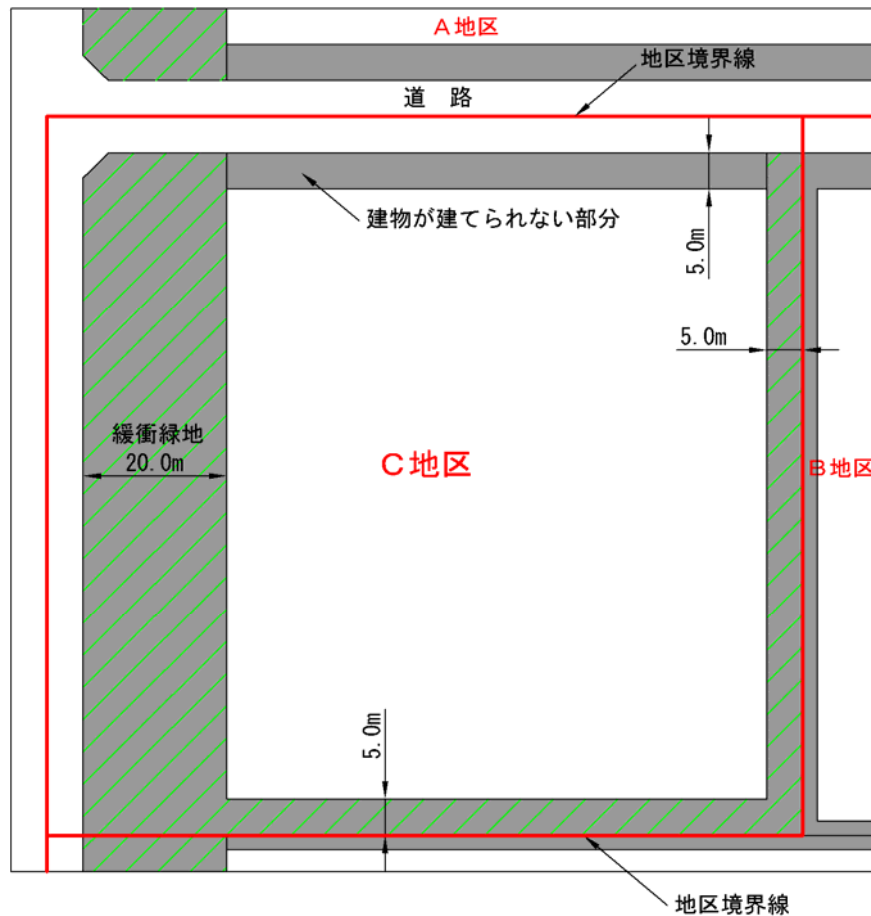 A地区
地区境界線
道 路
建物が建てられない部分
5.0m
5.0m
緩衝緑地
20.0m
C地区
B地区
5.0m
地区境界線